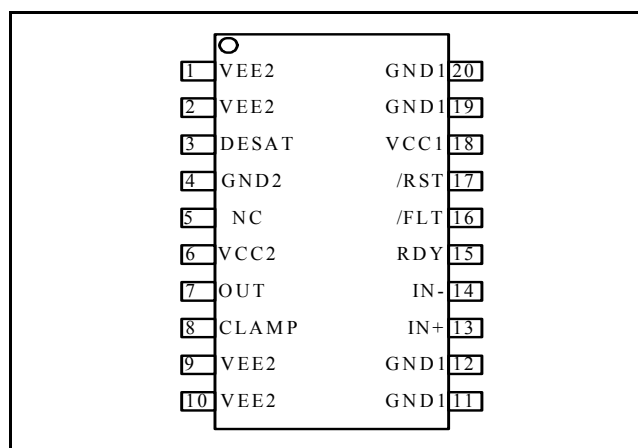 1 VEE2 GND1 20
2 VEE2 GND1 19
3 DESAT VCC1 18
4 GND2 /RST 17
5 NC /FLT 16
6 VCC2 RDY 15
7 OUT IN- 14
8 CLAMP IN+ 13
9 VEE2 GND1 12
10 VEE2 GND1 11